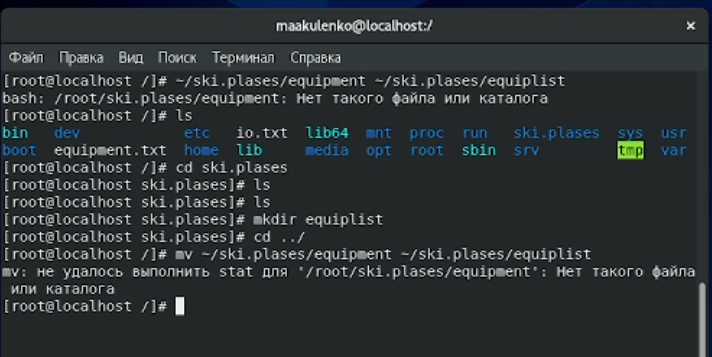 maakulenko@localhost:/
Файл Правка Вид Поиск Терминал Справка
[root@localhost /]# ~/ski.plases/equipment ~/ski.plases/equiplist
bash: /root/ski.plases/equipment: Нет такого файла или каталога
[root@localhost /]# ls
bin dev etc io.txt lib64 mnt proc run ski.plases sys usr
boot equipment.txt home lib media opt root sbin srv tmp var
[root@localhost /]# cd ski.plases
[root@localhost ski.plases]# ls
[root@localhost ski.plases]# ls
[root@localhost ski.plases]# mkdir equiplist
[root@localhost ski.plases]# cd ../
[root@localhost /]# mv ~/ski.plases/equipment ~/ski.plases/equiplist
mv: не удалось выполнить stat для '/root/ski.plases/equipment': Нет такого файла
или каталога
[root@localhost /]#